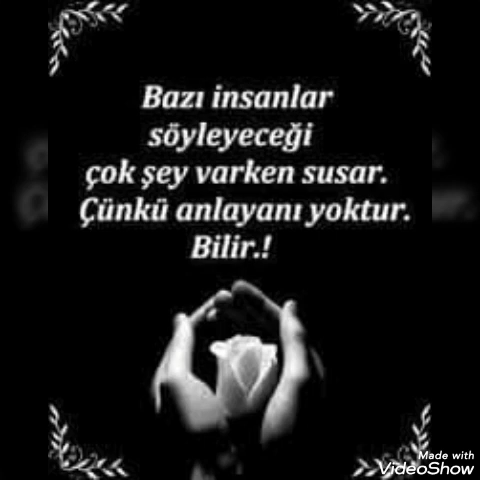 Bazı insanlar
söyleyeceği
çok şey varken susar.
Çünkü anlayanı yoktur.
Bilir.!
Made with
VideoShow